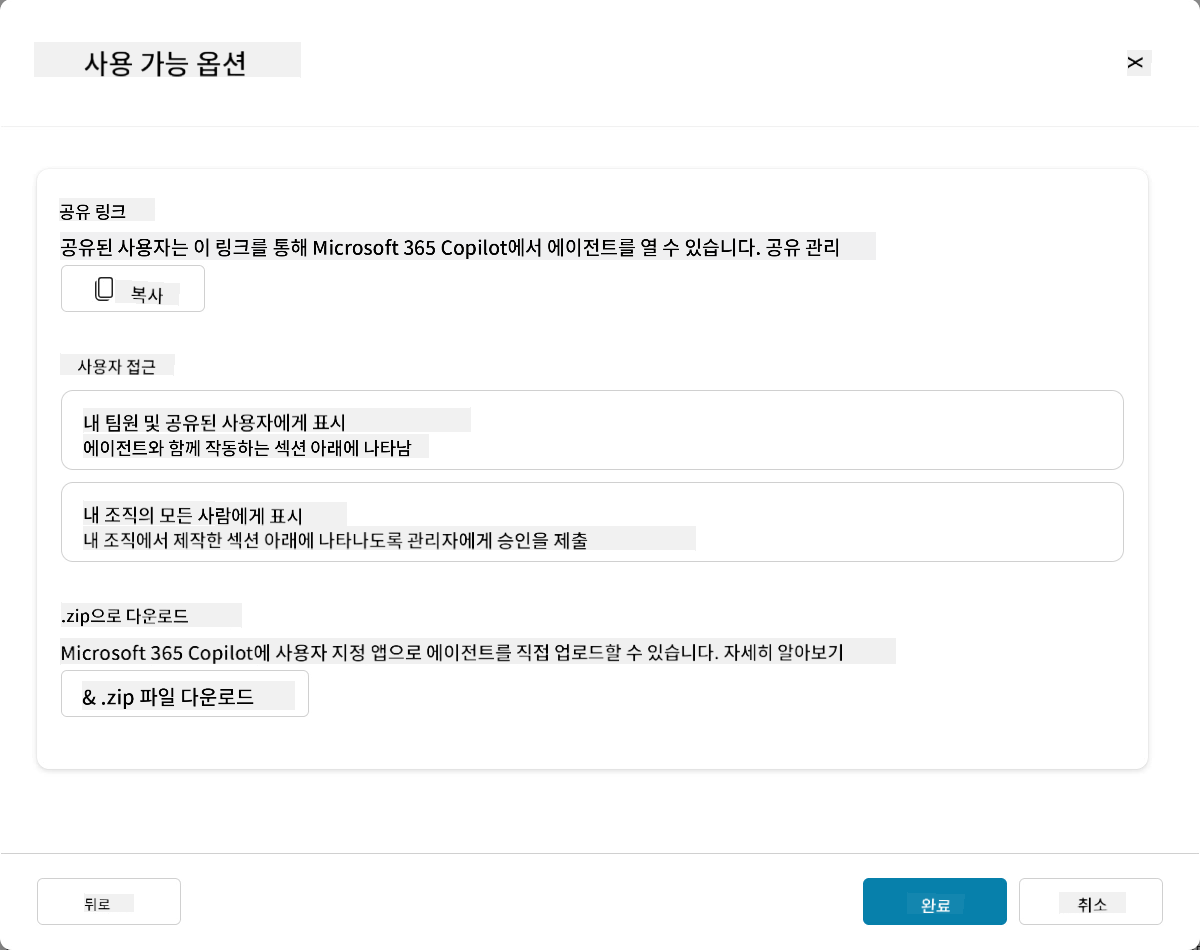 사용 가능 옵션
공유 링크
공유된 사용자는 이 링크를 통해 Microsoft 365 Copilot에서 에이전트를 열 수 있습니다. 공유 관리
복사
사용자 접근
내 팀원 및 공유된 사용자에게 표시
에이전트와 함께 작동하는 섹션 아래에 나타남
내 조직의 모든 사람에게 표시
내 조직에서 제작한 섹션 아래에 나타나도록 관리자에게 승인을 제출
.zip으로 다운로드
Microsoft 365 Copilot에 사용자 지정 앱으로 에이전트를 직접 업로드할 수 있습니다. 자세히 알아보기
& .zip 파일 다운로드
뒤로
완료
취소